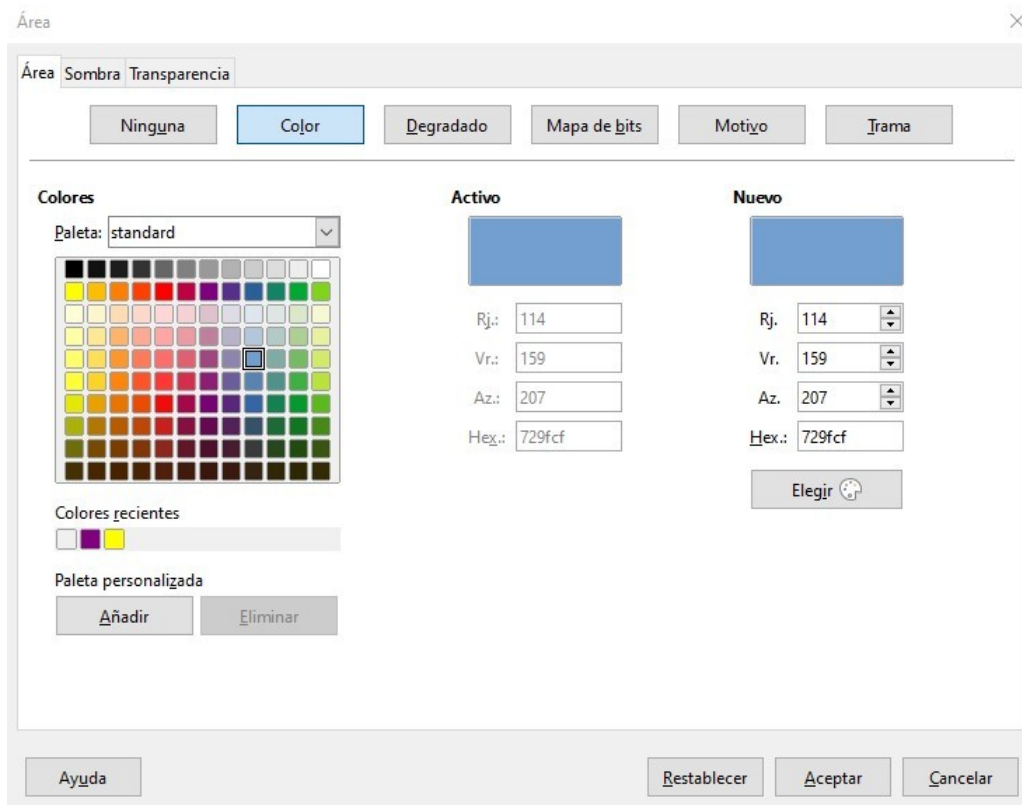 Área
Área Sombra Transparencia
Ninguna Color Degradado Mapa de bits Motivo Trama
Colores Activo Nuevo
Paleta: standard
Rj.: 114 Rj. 114
Vr.: 159 Vr. 159
Az.: 207 Az. 207
Hex.: 729fcf Hex.: 729fcf
Elegir
Colores recientes
Paleta personalizada
Añadir Eliminar
Ayuda Restablecer Aceptar Cancelar